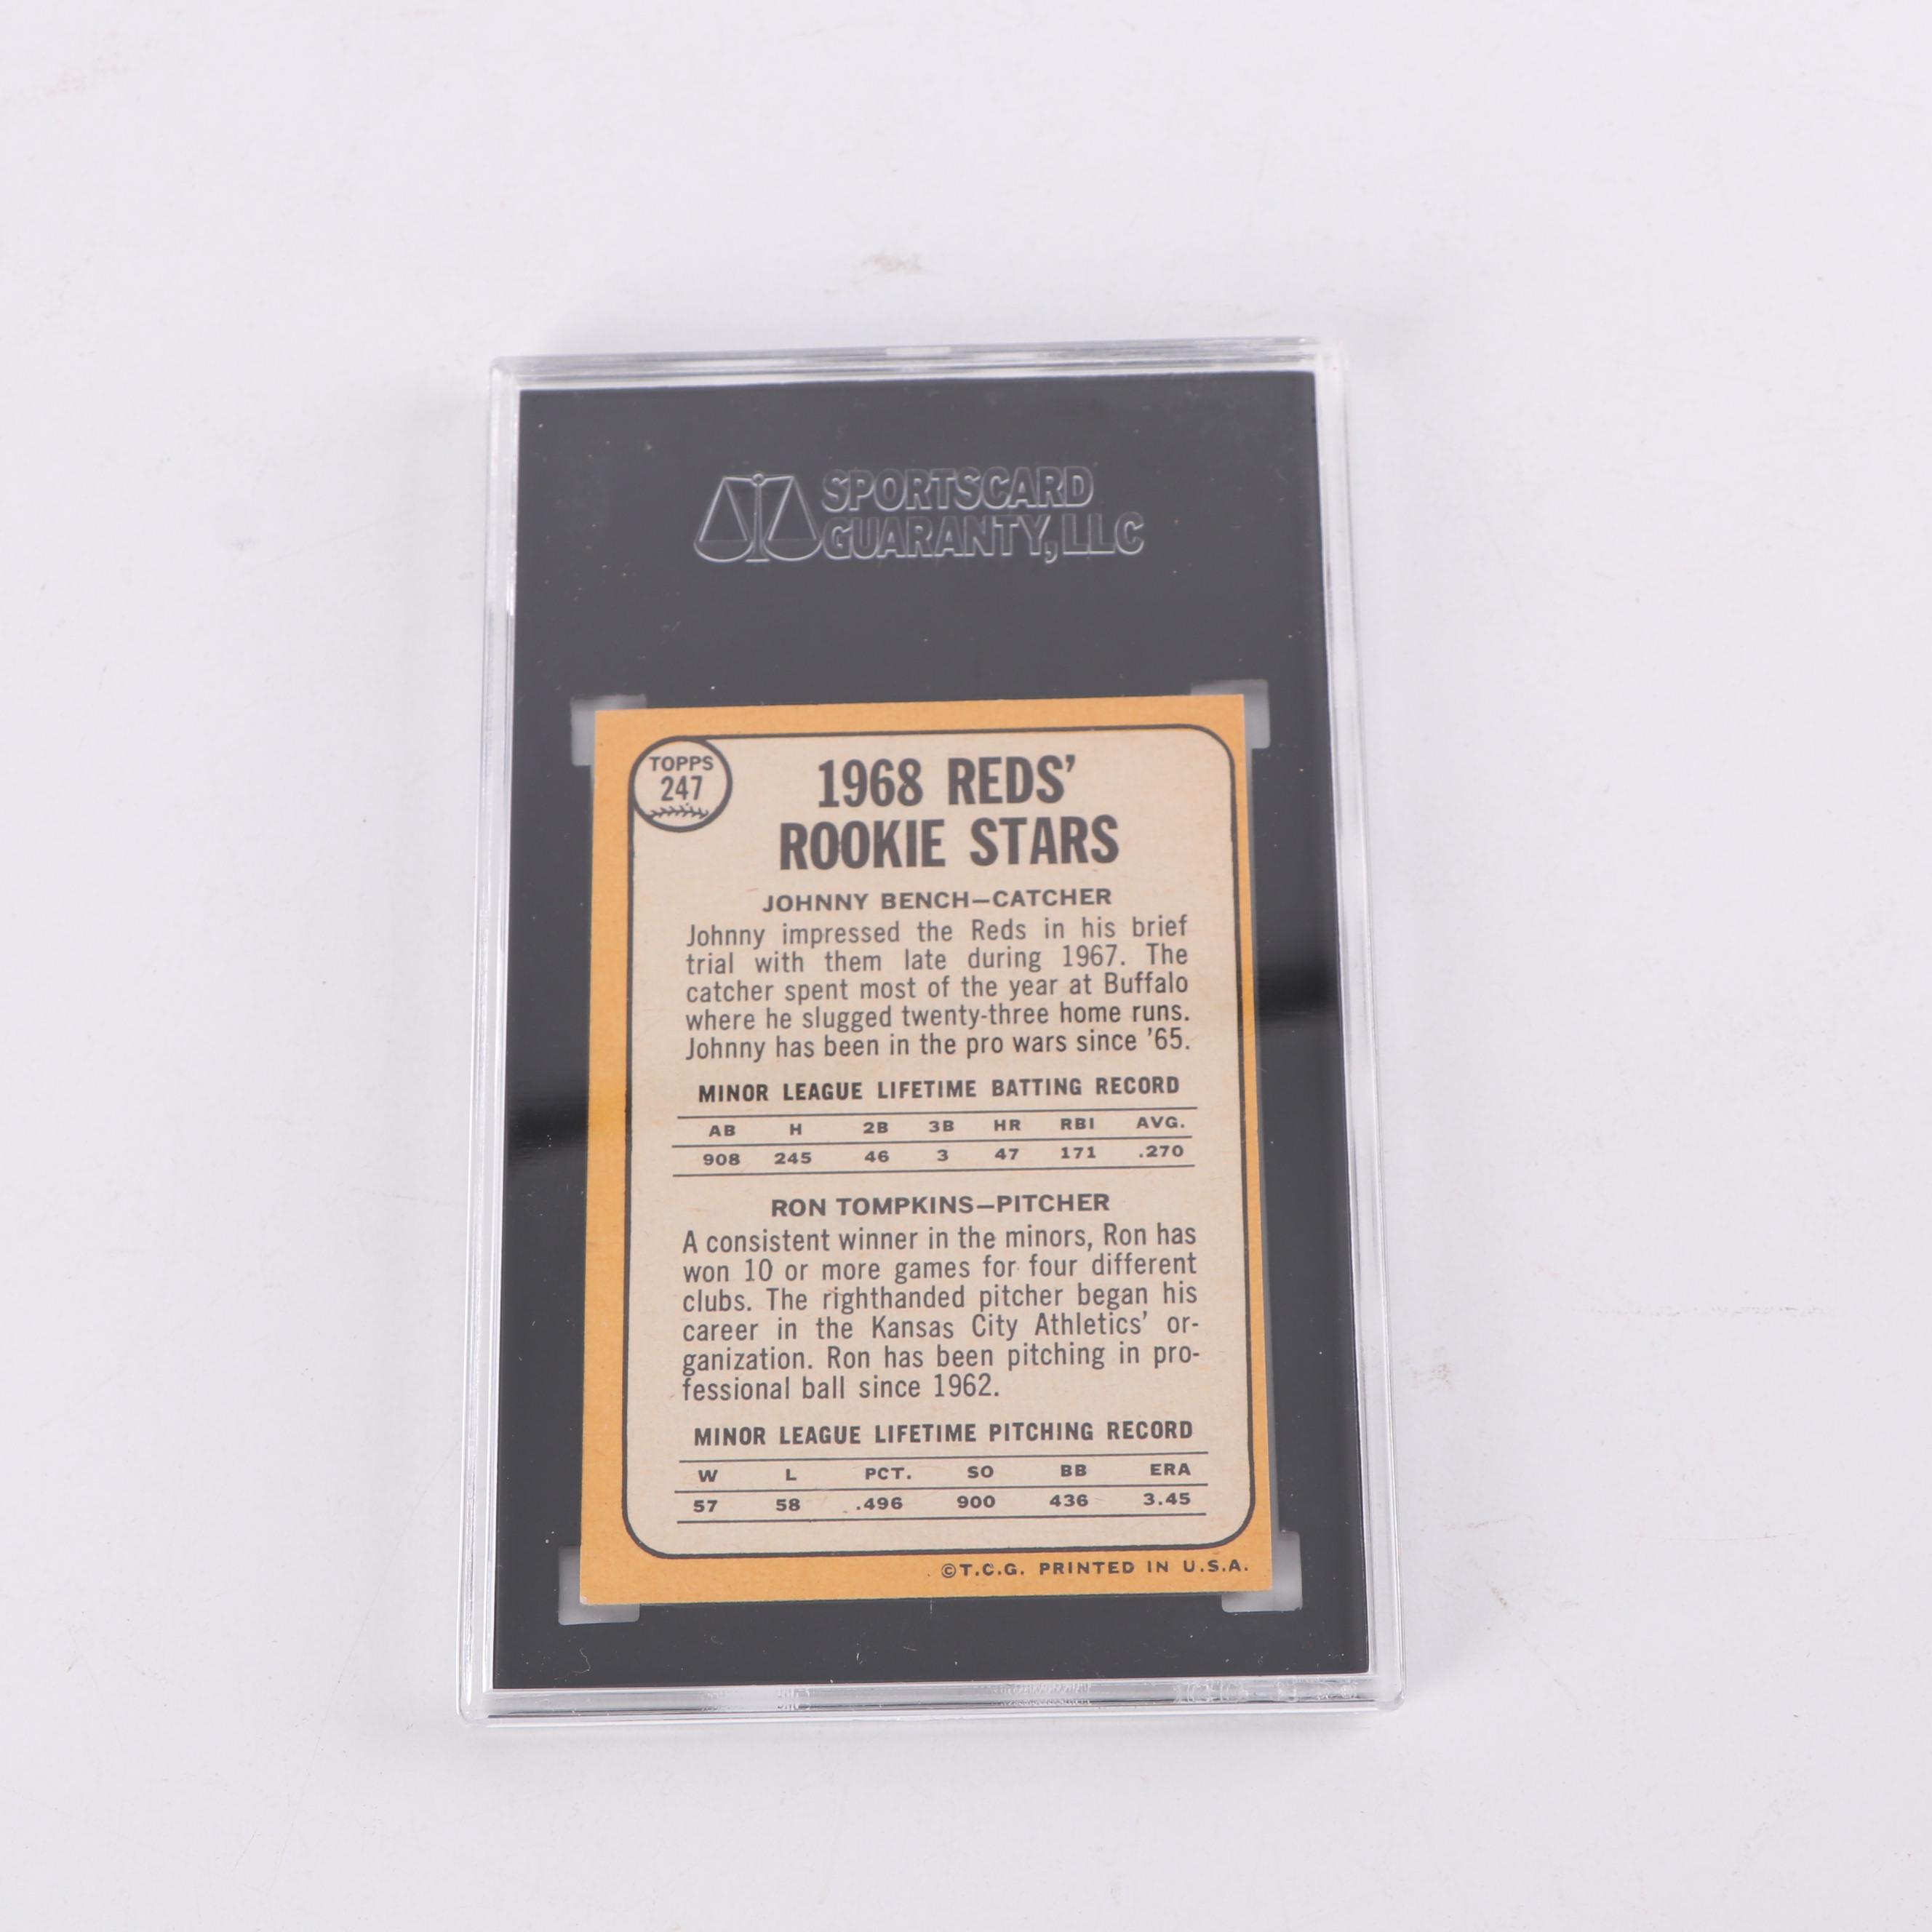 SPORTSCARD
GUARANTY, LLC
TOPPS
247
1968 REDS'
ROOKIE STARS
JOHNNY BENCH—CATCHER
Johnny impressed the Reds in his brief
trial with them late during 1967. The
catcher spent most of the year at Buffalo
where he slugged twenty-three home runs.
Johnny has been in the pro wars since '65.
MINOR LEAGUE LIFETIME BATTING RECORD
AB H 2B 3B HR RBI AVG.
908 245 46 3 47 171 .270
RON TOMPKINS—PITCHER
A consistent winner in the minors, Ron has
won 10 or more games for four different
clubs. The righthanded pitcher began his
career in the Kansas City Athletics' or-
ganization. Ron has been pitching in pro-
fessional ball since 1962.
MINOR LEAGUE LIFETIME PITCHING RECORD
W L PCT. SO BB ERA
57 58 .496 900 436 3.45
©T.C.G. PRINTED IN U.S.A.